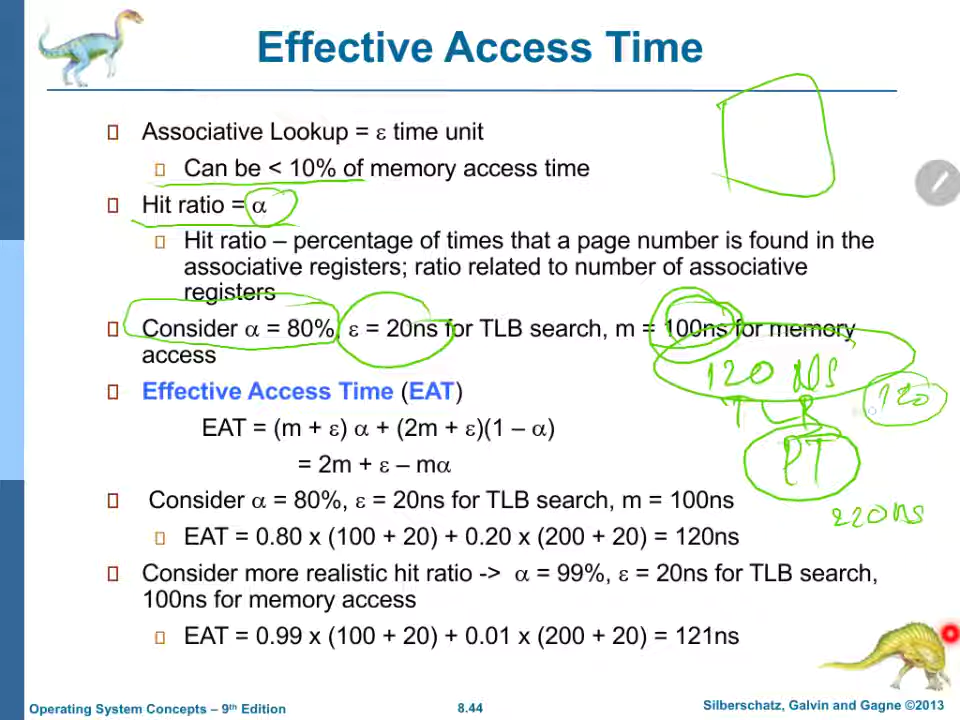 Effective Access Time
Associative Lookup = ε time unit
Can be < 10% of memory access time
Hit ratio = α
Hit ratio – percentage of times that a page number is found in the
associative registers; ratio related to number of associative
registers
Consider α = 80%, ε = 20ns for TLB search, m = 100ns for memory
access
120 NS
120
T P
PT
220ns
Effective Access Time (EAT)
EAT = (m + ε) α + (2m + ε)(1 – α)
= 2m + ε – mα
Consider α = 80%, ε = 20ns for TLB search, m = 100ns
EAT = 0.80 x (100 + 20) + 0.20 x (200 + 20) = 120ns
Consider more realistic hit ratio -> α = 99%, ε = 20ns for TLB search,
100ns for memory access
EAT = 0.99 x (100 + 20) + 0.01 x (200 + 20) = 121ns
Operating System Concepts – 9th Edition
8.44
Silberschatz, Galvin and Gagne ©2013